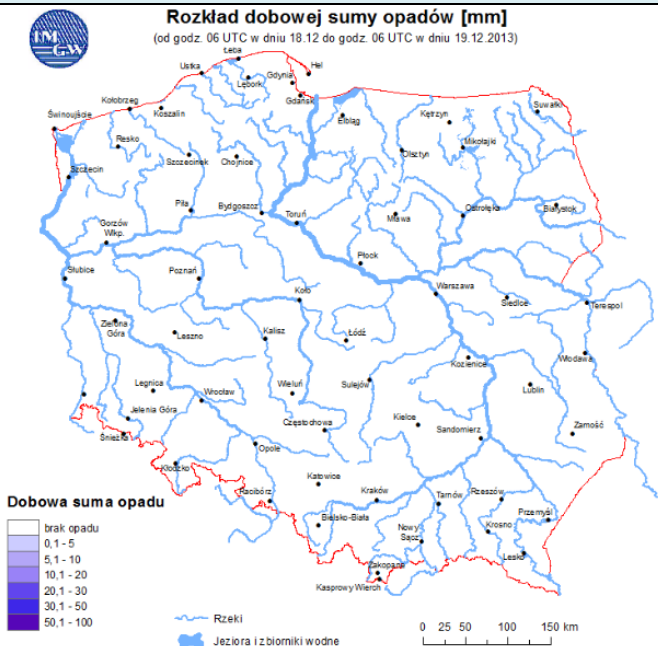 Rozkład dobowej sumy opadów [mm]
(od godz. 06 UTC w dniu 18.12 do godz. 06 UTC w dniu 19.12.2013)
IM
GW
Łeba
Hel
Ustka
Gdynia
Lębork
Gdańsk
Kołobrzeg
Koszalin
Elbląg
Kętrzyn
Suwałki
Świnoujście
Resko
Szczecinek
Chojnice
Olsztyn
Mikołajki
Szczecin
Piła
Bydgoszcz
Toruń
Mława
Ostrołęka
Białystok
Gorzów
Wlkp.
Płock
Słubice
Poznań
Koło
Warszawa
Siedlce
Terespol
Zielona
Góra
Leszno
Kalisz
Łódź
Kozienice
Włodawa
Legnica
Wrocław
Wieluń
Sulejów
Lublin
Jelenia Góra
Śnieżka
Częstochowa
Kielce
Sandomierz
Zamość
Opole
Kłodzko
Racibórz
Katowice
Kraków
Tarnów
Rzeszów
Przemyśl
Bielsko-Biała
Nowy
Sącz
Krosno
Lesko
Zakopane
Kasprowy Wierch
Dobowa suma opadu
brak opadu
0,1 - 5
5,1 - 10
10,1 - 20
20,1 - 30
30,1 - 50
50,1 - 100
Rzeki
Jeziora i zbiorniki wodne
0 25 50 100 150 km